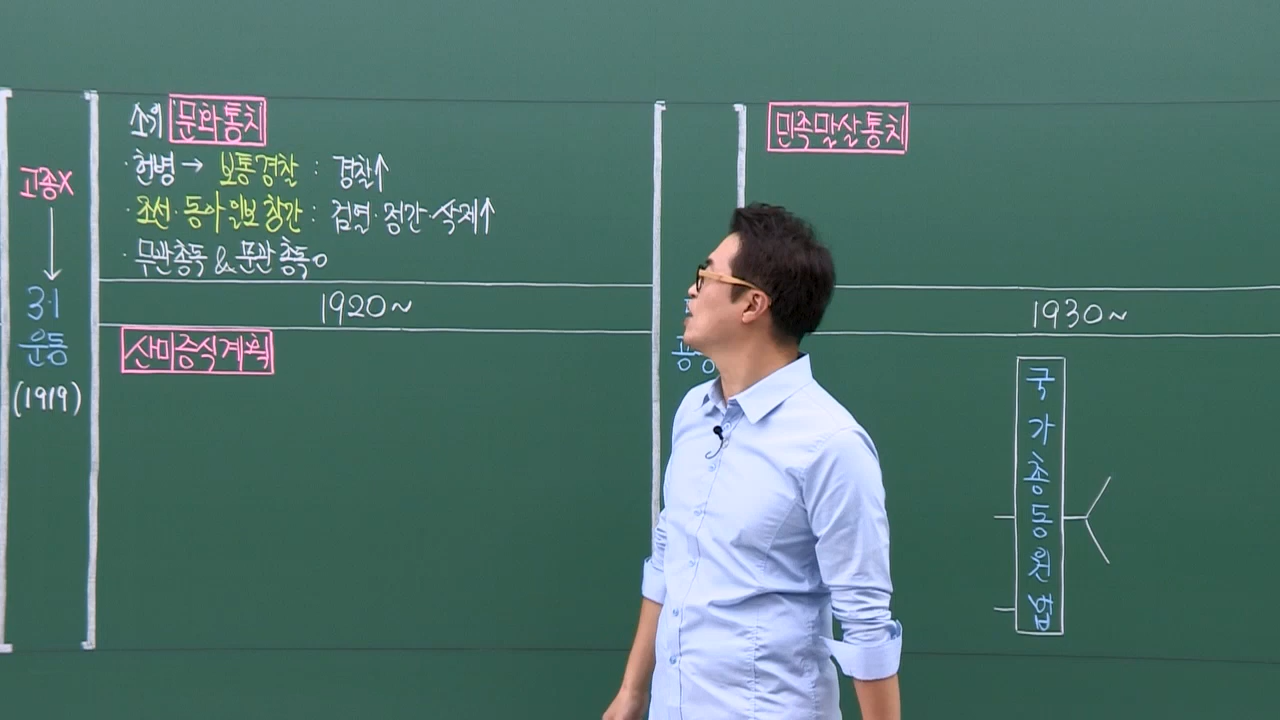 고종X
3·1
운동
(1919)
소위 문화통치
·헌병→ 보통경찰 : 경찰↑
·조선·동아일보 창간 : 검열·정간·삭제↑
·무관총독 & 문관총독o
1920~
산미증식계획
민족말살통치
1930~
국가총동원법